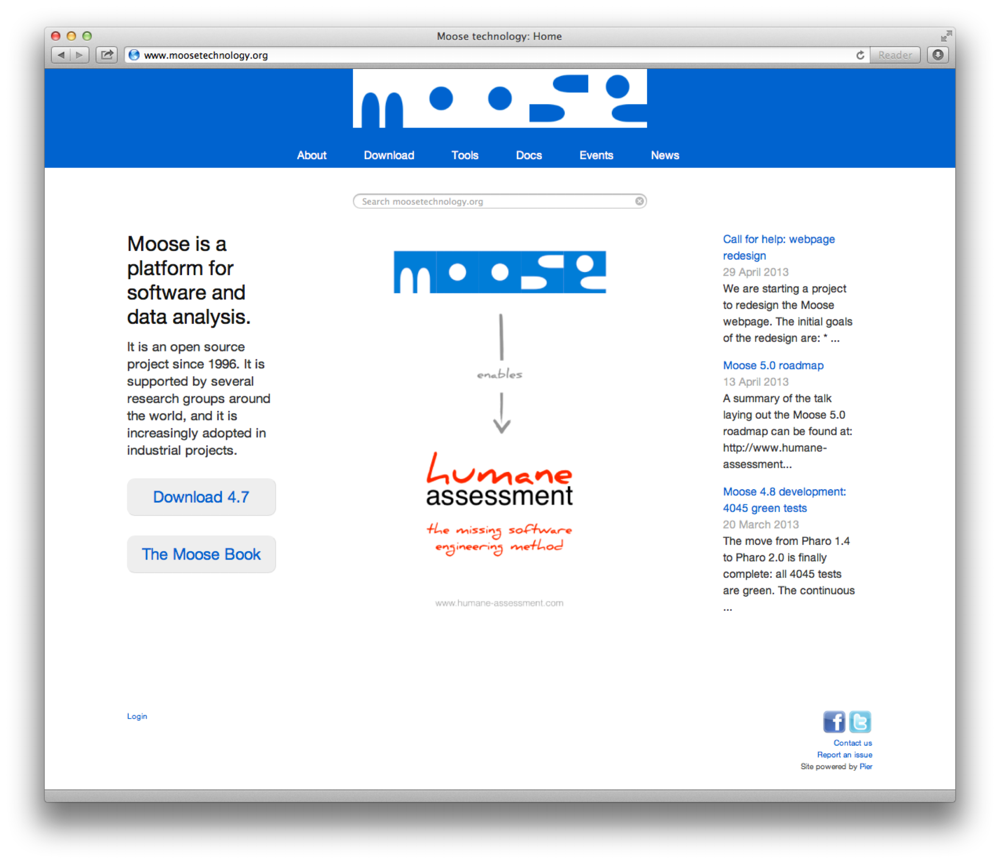 Moose technology: Home
www.moosetechnology.org
Reader
moose
About Download Tools Docs Events News
Search moosetechnology.org
Moose is a
platform for
software and
data analysis.
It is an open source
project since 1996. It is
supported by several
research groups around
the world, and it is
increasingly adopted in
industrial projects.
Download 4.7
The Moose Book
moose
enables
humane
assessment
the missing software
engineering method
www.humane-assessment.com
Call for help: webpage
redesign
29 April 2013
We are starting a project
to redesign the Moose
webpage. The initial goals
of the redesign are: * ...
Moose 5.0 roadmap
13 April 2013
A summary of the talk
laying out the Moose 5.0
roadmap can be found at:
http://www.humane-
assessment...
Moose 4.8 development:
4045 green tests
20 March 2013
The move from Pharo 1.4
to Pharo 2.0 is finally
complete: all 4045 tests
are green. The continuous
...
Login
f t
Contact us
Report an issue
Site powered by Pier